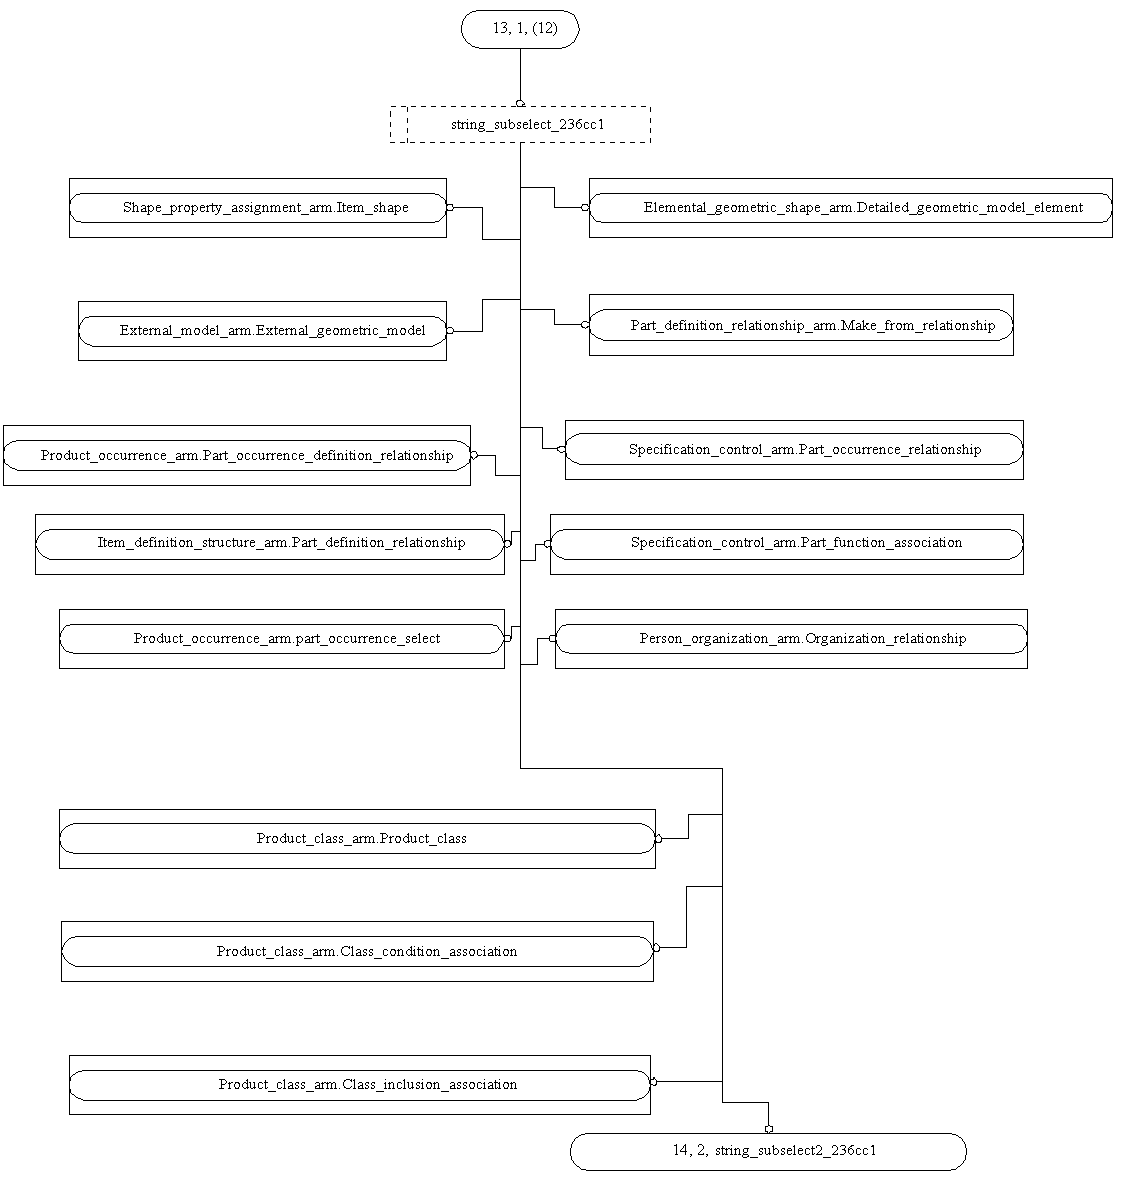 13, 1, (12)
string_subselect_236cc1
Shape_property_assignment_arm.Item_shape
Elemental_geometric_shape_arm.Detailed_geometric_model_element
External_model_arm.External_geometric_model
Part_definition_relationship_arm.Make_from_relationship
Product_occurrence_arm.Part_occurrence_definition_relationship
Specification_control_arm.Part_occurrence_relationship
Item_definition_structure_arm.Part_definition_relationship
Specification_control_arm.Part_function_association
Product_occurrence_arm.part_occurrence_select
Person_organization_arm.Organization_relationship
Product_class_arm.Product_class
Product_class_arm.Class_condition_association
Product_class_arm.Class_inclusion_association
14, 2, string_subselect2_236cc1